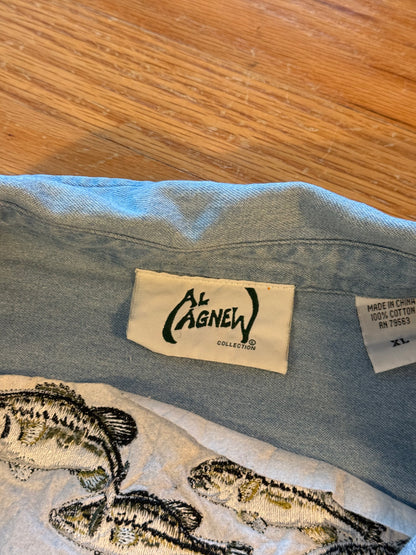 AL
AGNEW
COLLECTION ®
MADE IN CHINA
100% COTTON
RN 79563
XL